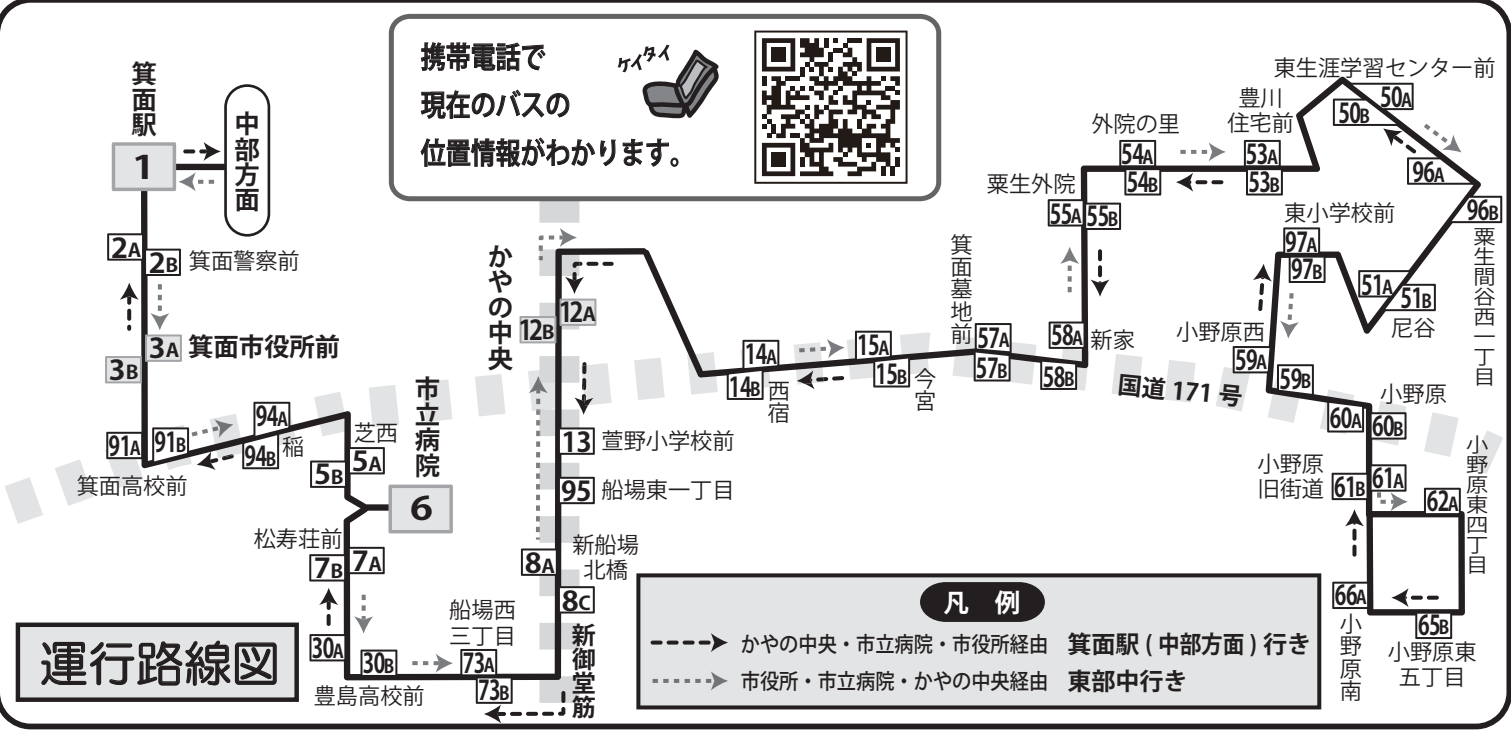 携帯電話で
現在のバスの
位置情報がわかります。
ケイタイ
箕面駅
1
中部方面
2A
2B
箕面警察前
3A
箕面市役所前
3B
91A
91B
箕面高校前
94A
94B
稲
芝西
5A
5B
市立病院
6
松寿荘前
7B
7A
30A
30B
豊島高校前
船場西
三丁目
73A
73B
新御堂筋
かやの中央
12A
12B
13
萱野小学校前
95
船場東一丁目
8A
新船場
北橋
8C
14A
14B
西宿
15A
15B
今宮
箕面墓地前
57A
57B
58A
58B
新家
国道 171 号
粟生外院
55A
55B
外院の里
54A
54B
豊川
住宅前
53A
53B
東生涯学習センター前
50A
50B
96A
96B
粟生間谷西一丁目
51A
51B
尼谷
東小学校前
97A
97B
小野原西
59A
59B
小野原
60A
60B
小野原
旧街道
61B
61A
62A
小野原東四丁目
66A
小野原南
65B
小野原東
五丁目
運行路線図
凡 例
かやの中央・市立病院・市役所経由 箕面駅 ( 中部方面 ) 行き
市役所・市立病院・かやの中央経由 東部中行き